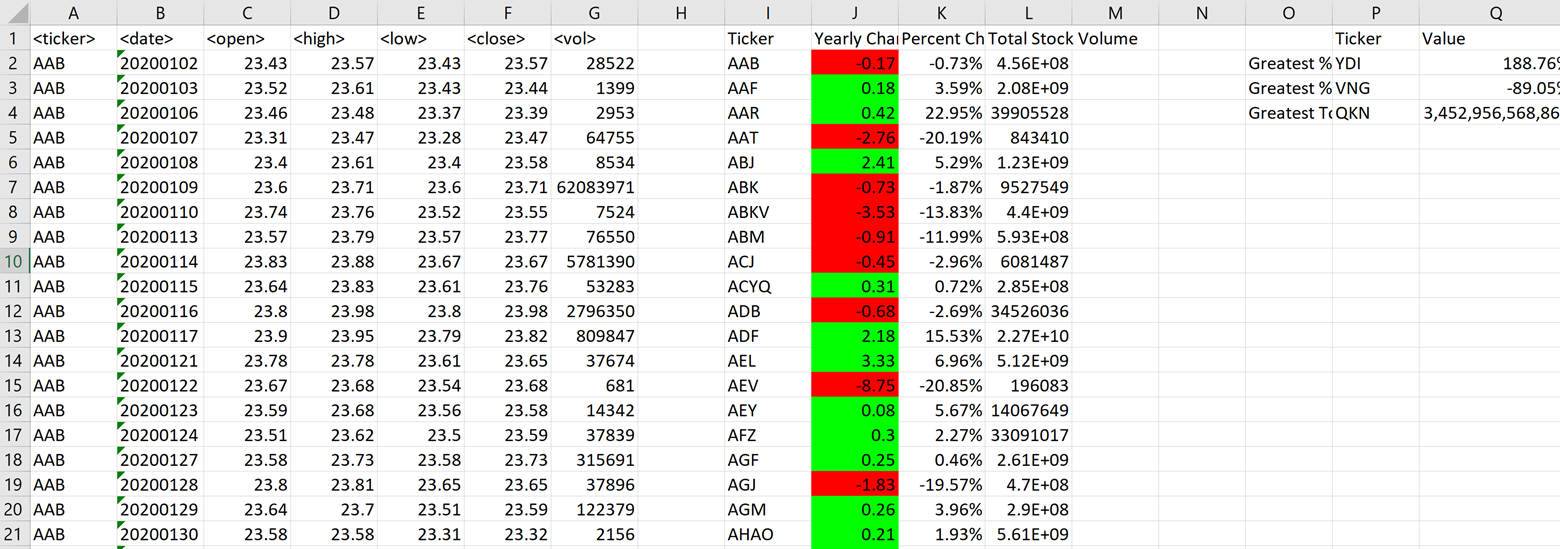 A B C D E F G H I J K L M N O P Q
1 <ticker> <date> <open> <high> <low> <close> <vol> Ticker Yearly Cha Percent Ch Total Stock Volume Ticker Value
2 AAB 20200102 23.43 23.57 23.43 23.57 28522 AAB -0.17 -0.73% 4.56E+08 Greatest % YDI 188.76%
3 AAB 20200103 23.52 23.61 23.43 23.44 1399 AAF 0.18 3.59% 2.08E+09 Greatest % VNG -89.05%
4 AAB 20200106 23.46 23.48 23.37 23.39 2953 AAR 0.42 22.95% 39905528 Greatest To QKN 3,452,956,568,86
5 AAB 20200107 23.31 23.47 23.28 23.47 64755 AAT -2.76 -20.19% 843410
6 AAB 20200108 23.4 23.61 23.4 23.58 8534 ABJ 2.41 5.29% 1.23E+09
7 AAB 20200109 23.6 23.71 23.6 23.71 62083971 ABK -0.73 -1.87% 9527549
8 AAB 20200110 23.74 23.76 23.52 23.55 7524 ABKV -3.53 -13.83% 4.4E+09
9 AAB 20200113 23.57 23.79 23.57 23.77 76550 ABM -0.91 -11.99% 5.93E+08
10 AAB 20200114 23.83 23.88 23.67 23.67 5781390 ACJ -0.45 -2.96% 6081487
11 AAB 20200115 23.64 23.83 23.61 23.76 53283 ACYQ 0.31 0.72% 2.85E+08
12 AAB 20200116 23.8 23.98 23.8 23.98 2796350 ADB -0.68 -2.69% 34526036
13 AAB 20200117 23.9 23.95 23.79 23.82 809847 ADF 2.18 15.53% 2.27E+10
14 AAB 20200121 23.78 23.78 23.61 23.65 37674 AEL 3.33 6.96% 5.12E+09
15 AAB 20200122 23.67 23.68 23.54 23.68 681 AEV -8.75 -20.85% 196083
16 AAB 20200123 23.59 23.68 23.56 23.58 14342 AEY 0.08 5.67% 14067649
17 AAB 20200124 23.51 23.62 23.5 23.59 37839 AFZ 0.3 2.27% 33091017
18 AAB 20200127 23.58 23.73 23.58 23.73 315691 AGF 0.25 0.46% 2.61E+09
19 AAB 20200128 23.8 23.81 23.65 23.65 37896 AGJ -1.83 -19.57% 4.7E+08
20 AAB 20200129 23.64 23.7 23.51 23.59 122379 AGM 0.26 3.96% 2.9E+08
21 AAB 20200130 23.58 23.58 23.31 23.32 2156 AHAO 0.21 1.93% 5.61E+09